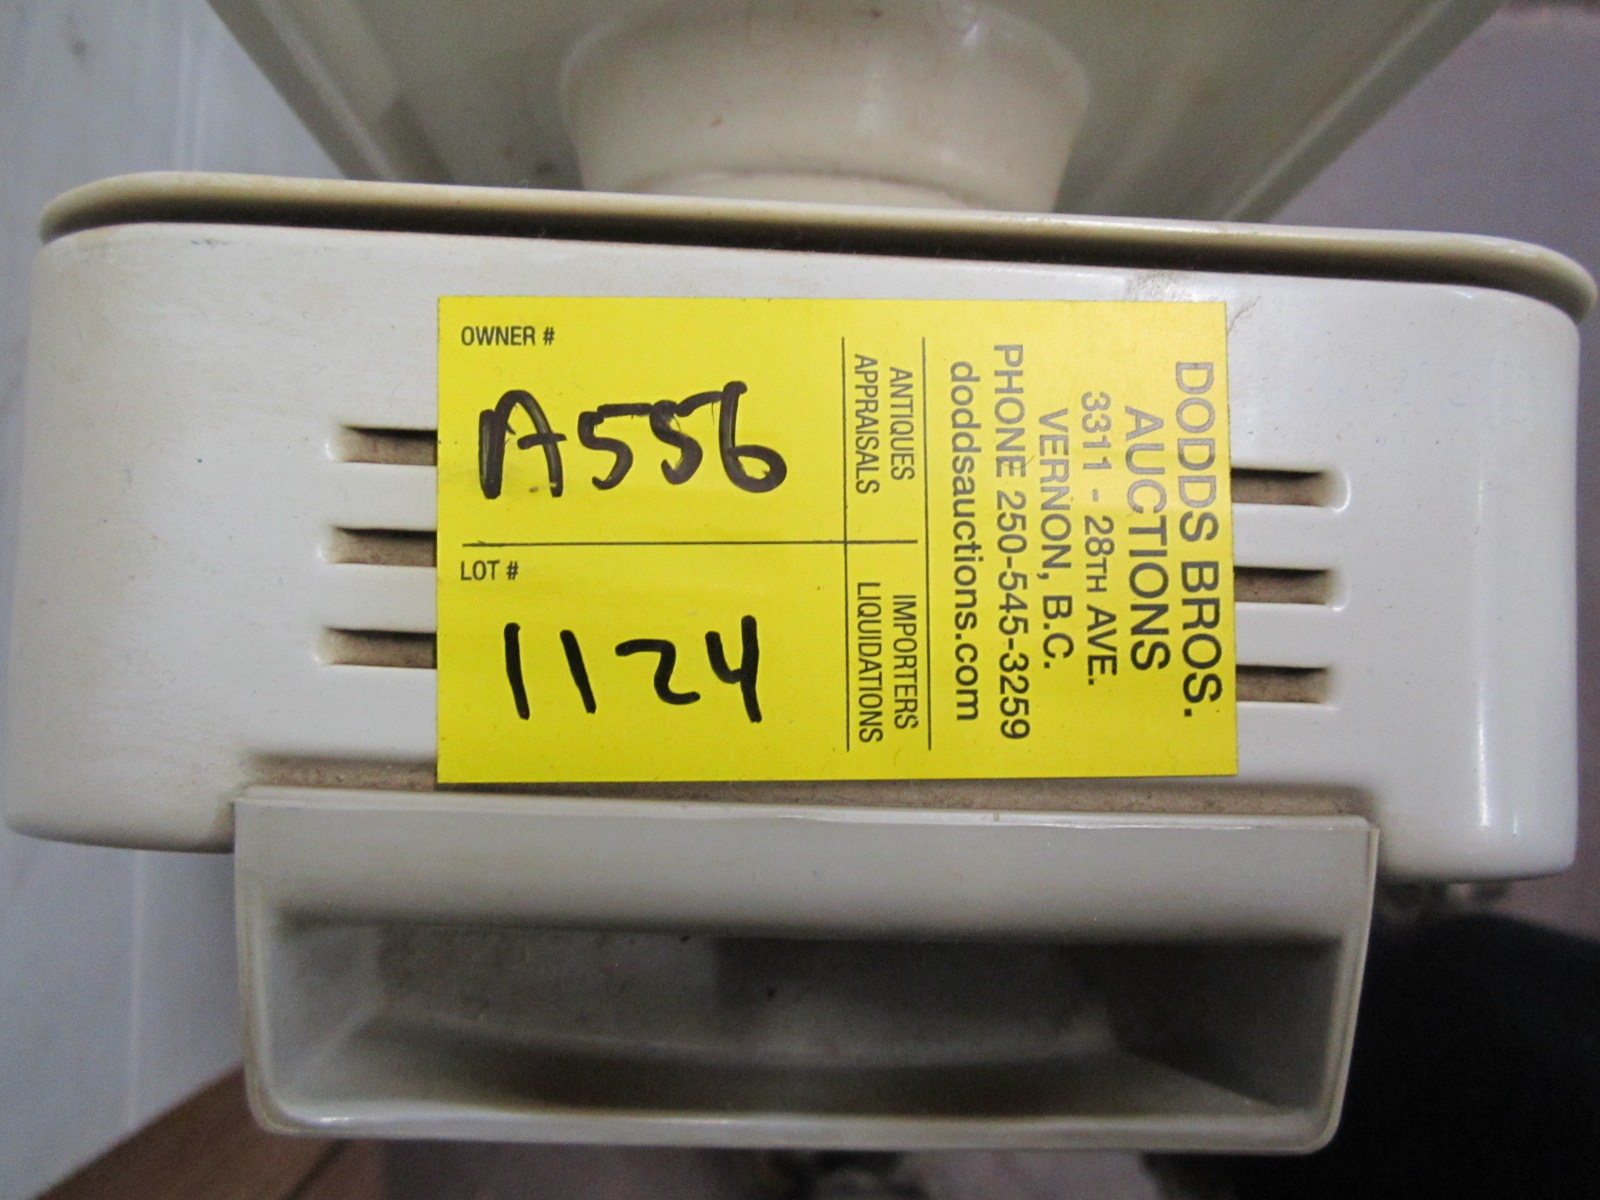 DODDS BROS.
AUCTIONS
3311 - 28TH AVE.
VERNON, B.C.
PHONE 250-545-3259
doddsauctions.com
ANTIQUES
APPRAISALS
IMPORTERS
LIQUIDATIONS
OWNER #
A556
LOT #
1124